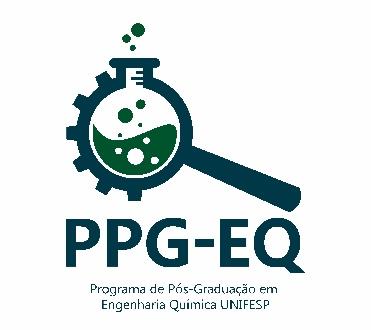 PPG-EQ
Programa de Pós-Graduação em
Engenharia Química UNIFESP